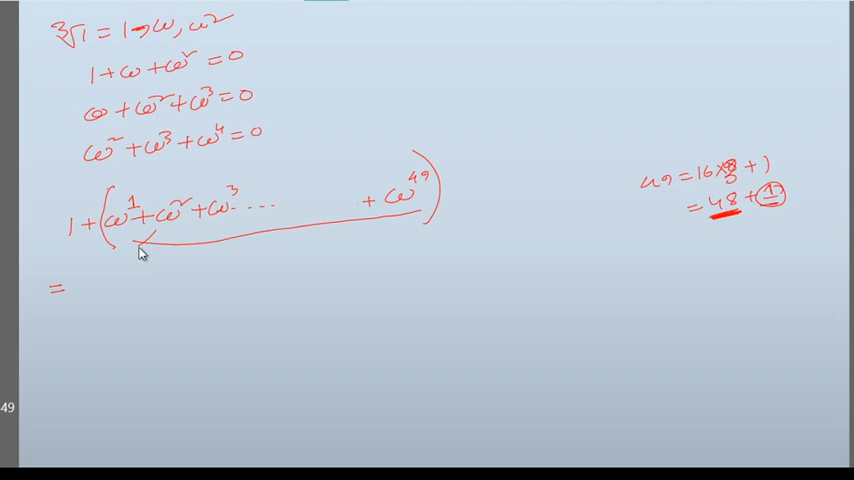 ∛1 = 1→ω, ω²
1 + ω + ω² = 0
ω + ω² + ω³ = 0
ω² + ω³ + ω⁴ = 0
1 + (ω¹ + ω² + ω³ .... + ω⁴⁹)
49 = 16×3 + 1
= 48 + 1
=
49